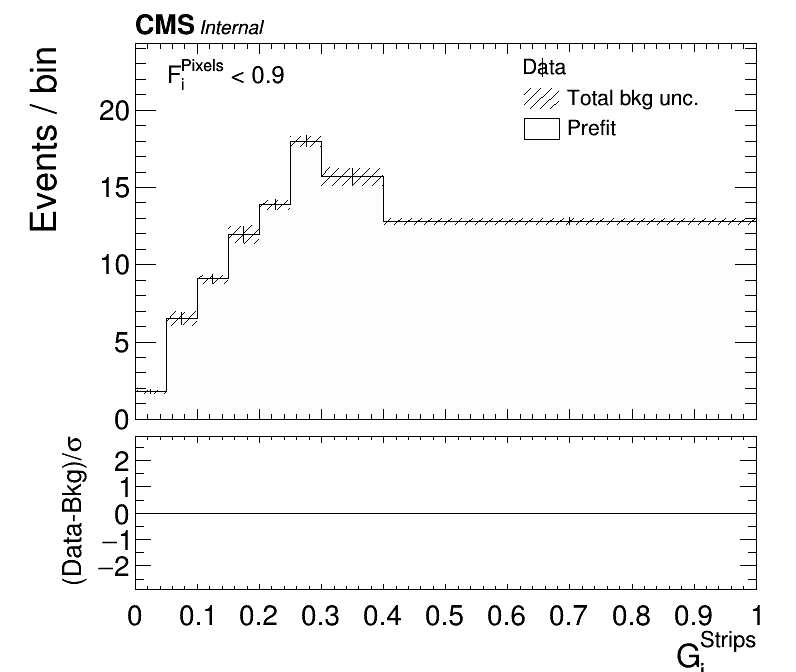 CMS Internal
F_i^Pixels < 0.9
Data
Total bkg unc.
Prefit
Events / bin
20
15
10
5
0
(Data-Bkg)/σ
2
1
0
−1
−2
0 0.1 0.2 0.3 0.4 0.5 0.6 0.7 0.8 0.9 1
G_i^Strips